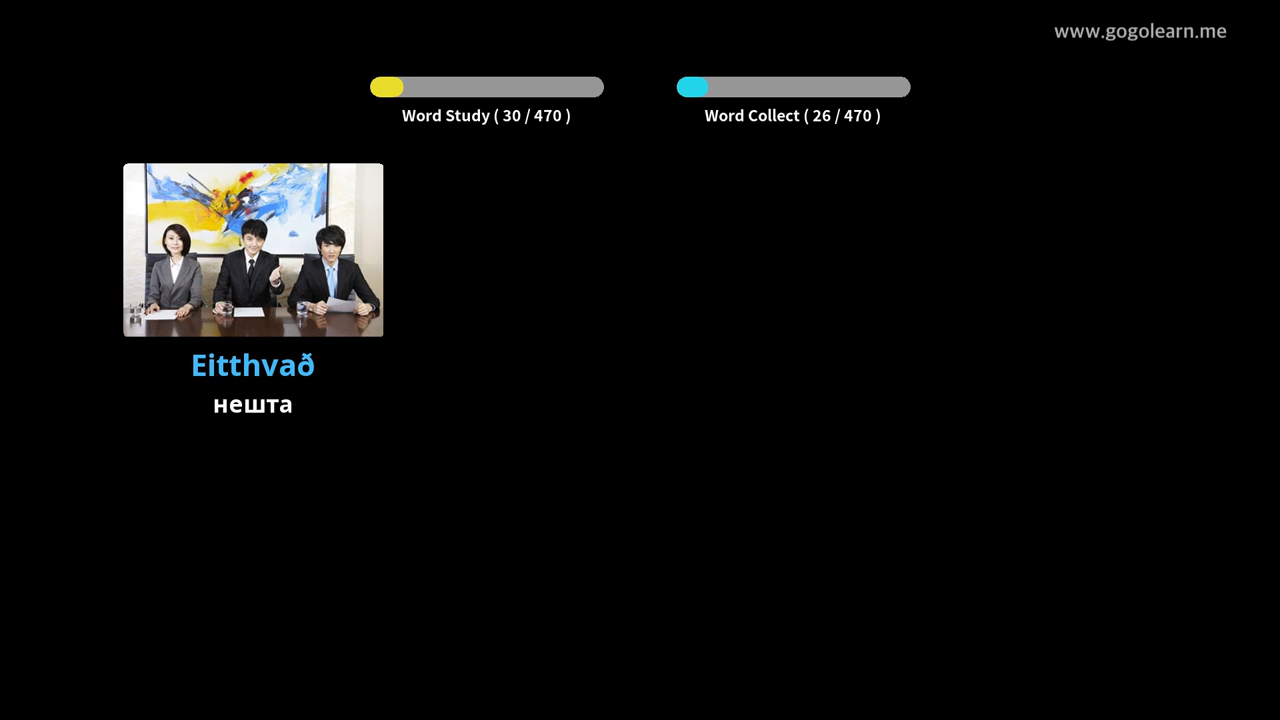 www.gogolearn.me
Word Study ( 30 / 470 )
Word Collect ( 26 / 470 )
Eitthvað
нешта